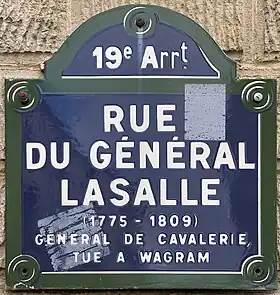 19e Arrt
RUE
DU GÉNÉRAL
LASALLE
(1775 - 1809)
GÉNÉRAL DE CAVALERIE
TUÉ A WAGRAM